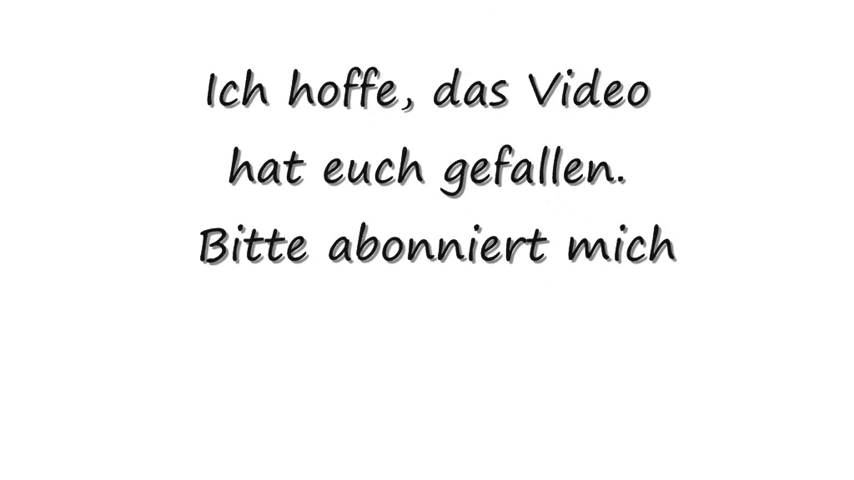 Ich hoffe, das Video
hat euch gefallen.
Bitte abonniert mich